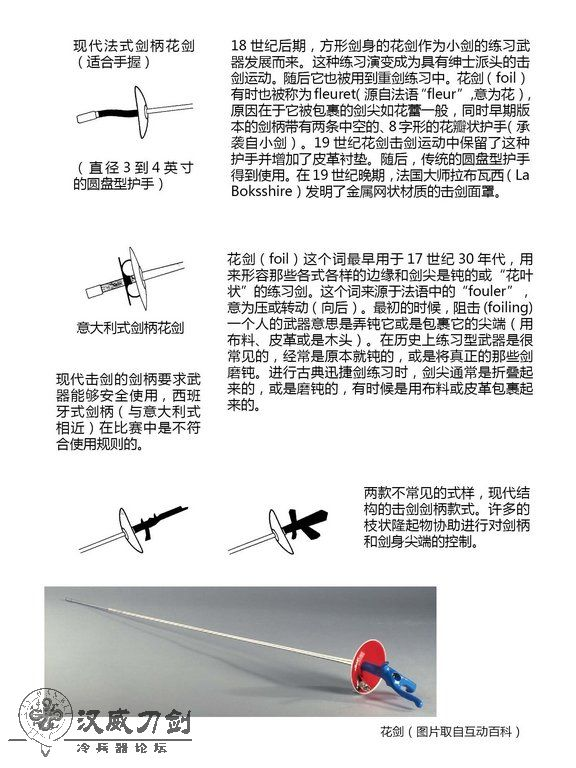 现代法式剑柄花剑
（适合手握）
（直径3到4英寸
的圆盘型护手）
18世纪后期，方形剑身的花剑作为小剑的练习武
器发展而来。这种练习演变成为具有绅士派头的击
剑运动。随后它也被用到重剑练习中。花剑（foil）
有时也被称为fleuret（源自法语“fleur”,意为花），
原因在于它被包裹的剑尖如花蕾一般，同时早期版
本的剑柄带有两条中空的、8字形的花瓣状护手（承
袭自小剑）。19世纪花剑击剑运动中保留了这种
护手并增加了皮革衬垫。随后，传统的圆盘型护手
得到使用。在19世纪晚期，法国大师拉布瓦西（La
Boksshire）发明了金属网状材质的击剑面罩。
意大利式剑柄花剑
花剑（foil）这个词最早用于17世纪30年代，用
来形容那些各式各样的边缘和剑尖是钝的或“花叶
状”的练习剑。这个词来源于法语中的“fouler”，
意为压或转动（向后）。最初的时候，阻击(foiling)
一个人的武器意思是弄钝它或是包裹它的尖端（用
布料、皮革或是木头）。在历史上练习型武器是很
常见的，经常是原本就钝的，或是将真正的那些剑
磨钝。进行古典迅捷剑练习时，剑尖通常是折叠起
来的，或是磨钝的，有时候是用布料或皮革包裹起
来的。
现代击剑的剑柄要求武
器能够安全使用，西班
牙式剑柄（与意大利式
相近）在比赛中是不符
合使用规则的。
两款不常见的式样，现代结
构的击剑剑柄款式。许多的
枝状隆起物协助进行对剑柄
和剑身尖端的控制。
汉威刀剑
冷兵器论坛
花剑（图片取自互动百科）